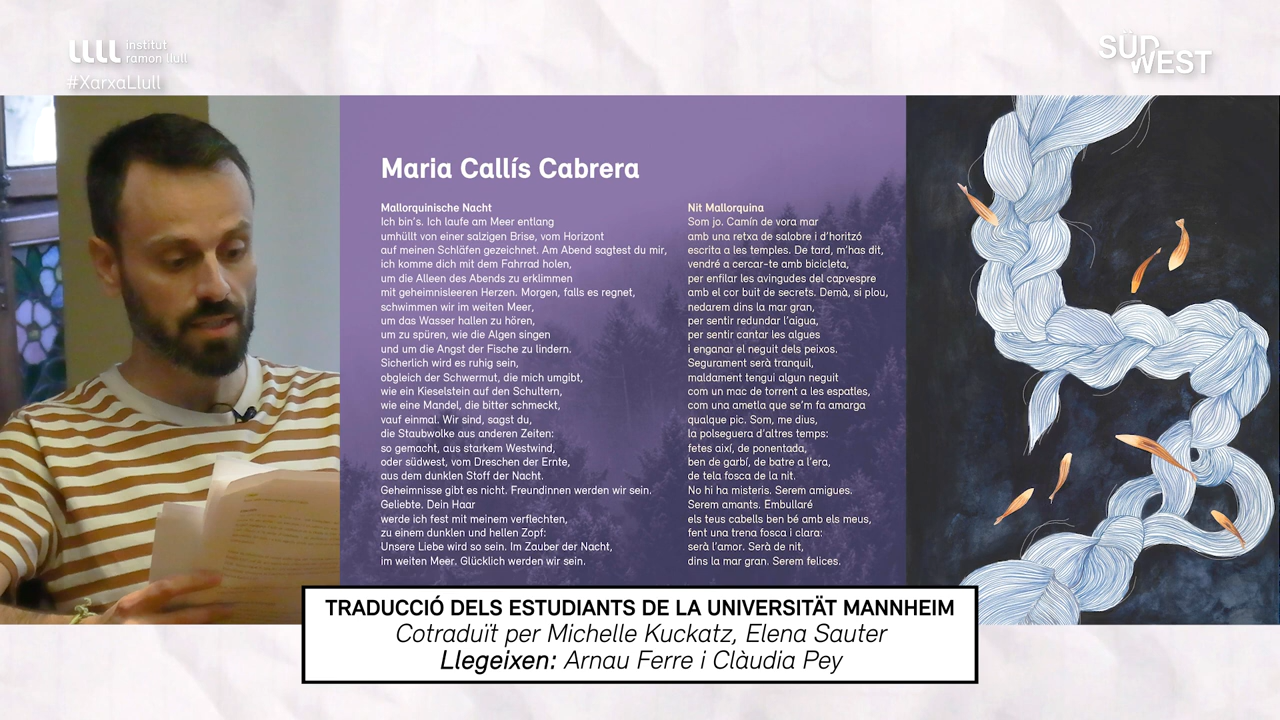 institut
ramon llull
#XarxaLlull
SÜD
WEST
Maria Callís Cabrera
Mallorquinische Nacht
Ich bin's. Ich laufe am Meer entlang
umhüllt von einer salzigen Brise, vom Horizont
auf meinen Schläfen gezeichnet. Am Abend sagtest du mir,
ich komme dich mit dem Fahrrad holen,
um die Alleen des Abends zu erklimmen
mit geheimnisleeren Herzen. Morgen, falls es regnet,
schwimmen wir im weiten Meer,
um das Wasser hallen zu hören,
um zu spüren, wie die Algen singen
und um die Angst der Fische zu lindern.
Sicherlich wird es ruhig sein,
obgleich der Schwermut, die mich umgibt,
wie ein Kieselstein auf den Schultern,
wie eine Mandel, die bitter schmeckt,
vauf einmal. Wir sind, sagst du,
die Staubwolke aus anderen Zeiten:
so gemacht, aus starkem Westwind,
oder südwest, vom Dreschen der Ernte,
aus dem dunklen Stoff der Nacht.
Geheimnisse gibt es nicht. Freundinnen werden wir sein.
Geliebte. Dein Haar
werde ich fest mit meinem verflechten,
zu einem dunklen und hellen Zopf:
Unsere Liebe wird so sein. Im Zauber der Nacht,
im weiten Meer. Glücklich werden wir sein.
Nit Mallorquina
Som jo. Camín de vora mar
amb una retxa de salobre i d'horitzó
escrita a les temples. De tard, m'has dit,
vendré a cercar-te amb bicicleta,
per enfilar les avingudes del capvespre
amb el cor buit de secrets. Demà, si plou,
nedarem dins la mar gran,
per sentir redundar l'aigua,
per sentir cantar les algues
i enganar el neguit dels peixos.
Segurament serà tranquil,
maldament tengui algun neguit
com un mac de torrent a les espatles,
com una ametla que se'm fa amarga
qualque pic. Som, me dius,
la polseguera d'altres temps:
fetes així, de ponentada,
ben de garbí, de batre a l'era,
de tela fosca de la nit.
No hi ha misteris. Serem amigues.
Serem amants. Embullaré
els teus cabells ben bé amb els meus,
fent una trena fosca i clara:
serà l'amor. Serà de nit,
dins la mar gran. Serem felices.
TRADUCCIÓ DELS ESTUDIANTS DE LA UNIVERSITÄT MANNHEIM
Cotraduït per Michelle Kuckatz, Elena Sauter
Llegeixen: Arnau Ferre i Clàudia Pey